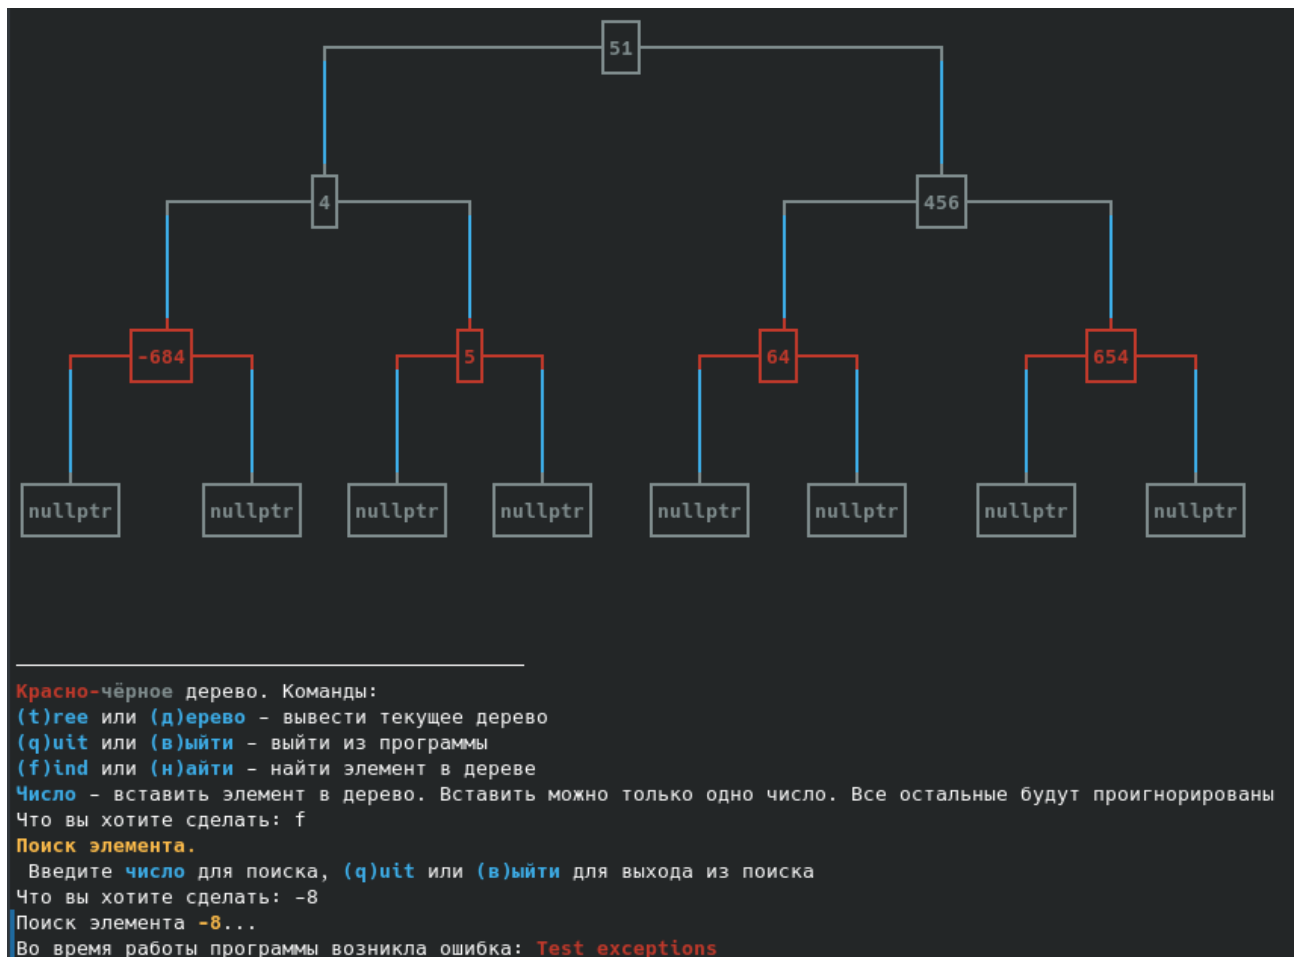 51
4 456
-684 5 64 654
nullptr nullptr nullptr nullptr nullptr nullptr nullptr nullptr
Красно-чёрное дерево. Команды:
(t)ree или (д)ерево – вывести текущее дерево
(q)uit или (в)ыйти – выйти из программы
(f)ind или (н)айти – найти элемент в дереве
Число – вставить элемент в дерево. Вставить можно только одно число. Все остальные будут проигнорированы
Что вы хотите сделать: f
Поиск элемента.
Введите число для поиска, (q)uit или (в)ыйти для выхода из поиска
Что вы хотите сделать: -8
Поиск элемента -8...
Во время работы программы возникла ошибка: Test exceptions